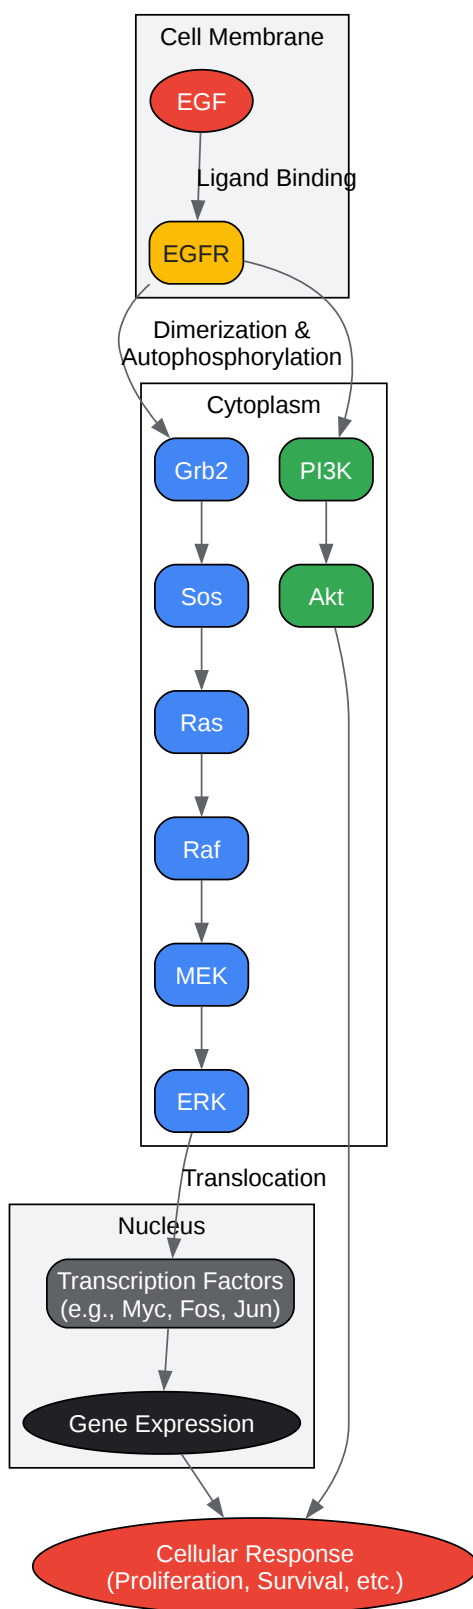 Cell Membrane
EGF
Ligand Binding
EGFR
Dimerization &
Autophosphorylation
Cytoplasm
Grb2
PI3K
Sos
Akt
Ras
Raf
MEK
ERK
Translocation
Nucleus
Transcription Factors
(e.g., Myc, Fos, Jun)
Gene Expression
Cellular Response
(Proliferation, Survival, etc.)